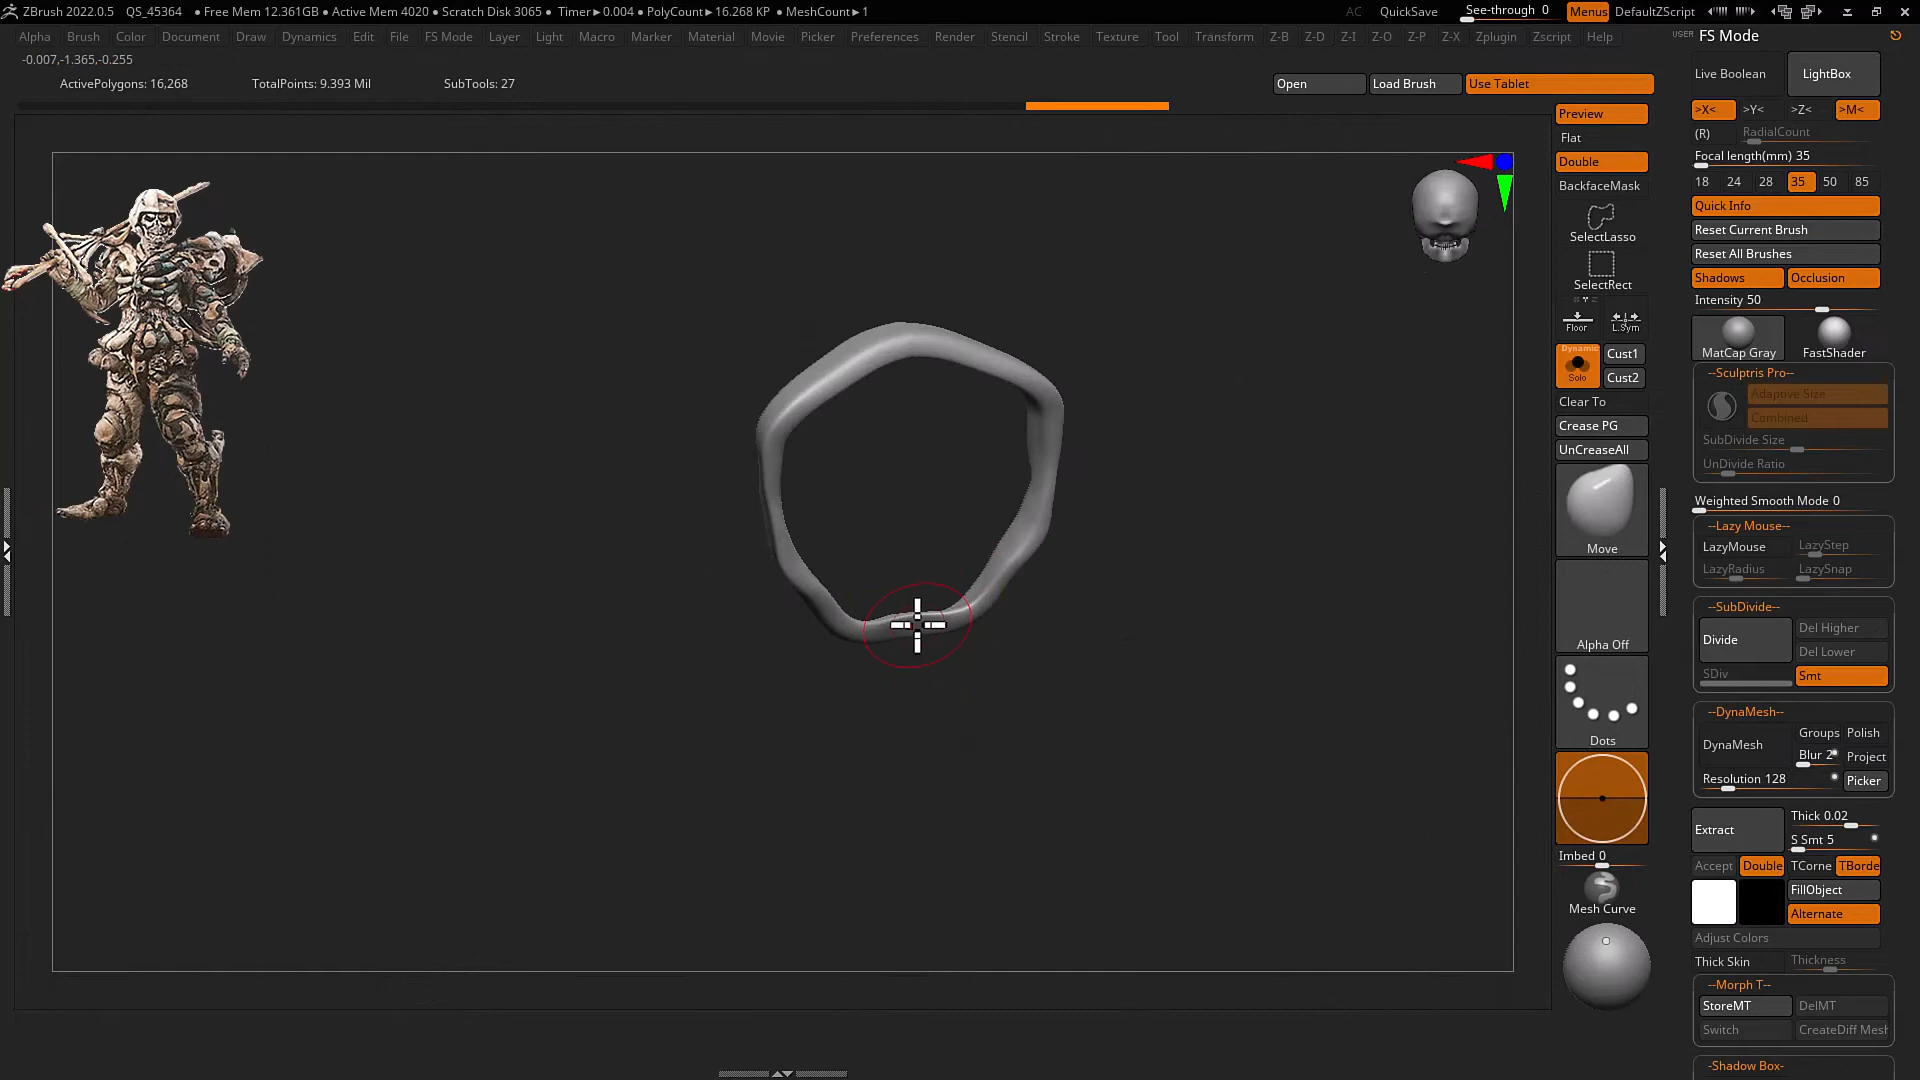 ZBrush 2022.0.5 QS_45364 ● Free Mem 12.361GB ● Active Mem 4020 ● Scratch Disk 3065 ● Timer▸0.004 ● PolyCount▸16.268 KP ● MeshCount▸1 AC QuickSave See-through 0 Menus DefaultZScript
Alpha Brush Color Document Draw Dynamics Edit File FS Mode Layer Light Macro Marker Material Movie Picker Preferences Render Stencil Stroke Texture Tool Transform Z-B Z-D Z-I Z-O Z-P Z-X Zplugin Zscript Help
USER FS Mode
-0.007,-1.365,-0.255
ActivePolygons: 16,268 TotalPoints: 9.393 Mil SubTools: 27
Open Load Brush Use Tablet
Preview
Flat
Double
BackfaceMask
SelectLasso
SelectRect
Floor L.Sym
Dynamic
Solo
Cust1
Cust2
Clear To
Crease PG
UnCreaseAll
Move
Alpha Off
Dots
Imbed 0
Mesh Curve
Live Boolean LightBox
>X< >Y< >Z< >M<
(R) RadialCount
Focal length(mm) 35
18 24 28 35 50 85
Quick Info
Reset Current Brush
Reset All Brushes
Shadows Occlusion
Intensity 50
MatCap Gray FastShader
--Sculptris Pro--
Adaptive Size
Combined
SubDivide Size
UnDivide Ratio
Weighted Smooth Mode 0
--Lazy Mouse--
LazyMouse LazyStep
LazyRadius LazySnap
--SubDivide--
Divide Del Higher
Del Lower
SDiv Smt
--DynaMesh--
DynaMesh Groups Polish
Blur 2 Project
Resolution 128 Picker
Extract Thick 0.02
S Smt 5
Accept Double TCorne TBorde
FillObject
Alternate
Adjust Colors
Thick Skin Thickness
--Morph T--
StoreMT DelMT
Switch CreateDiff Mesh
-Shadow Box-